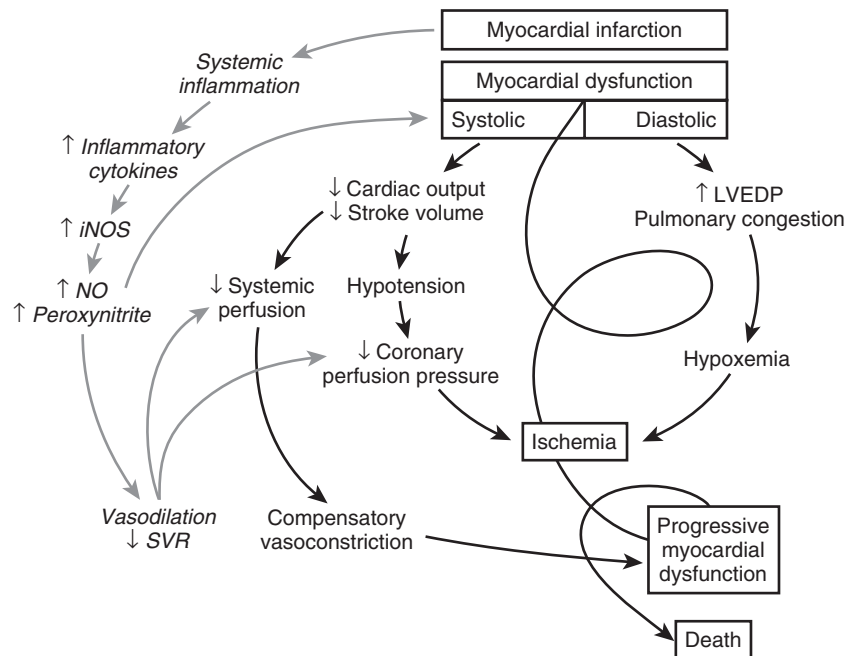 Myocardial infarction
Systemic
inflammation
Myocardial dysfunction
Systolic
Diastolic
↑ Inflammatory
cytokines
↓ Cardiac output
↓ Stroke volume
↑ LVEDP
Pulmonary congestion
↑ iNOS
↑ NO
↑ Peroxynitrite
↓ Systemic
perfusion
Hypotension
↓ Coronary
perfusion pressure
Hypoxemia
Ischemia
Vasodilation
↓ SVR
Compensatory
vasoconstriction
Progressive
myocardial
dysfunction
Death